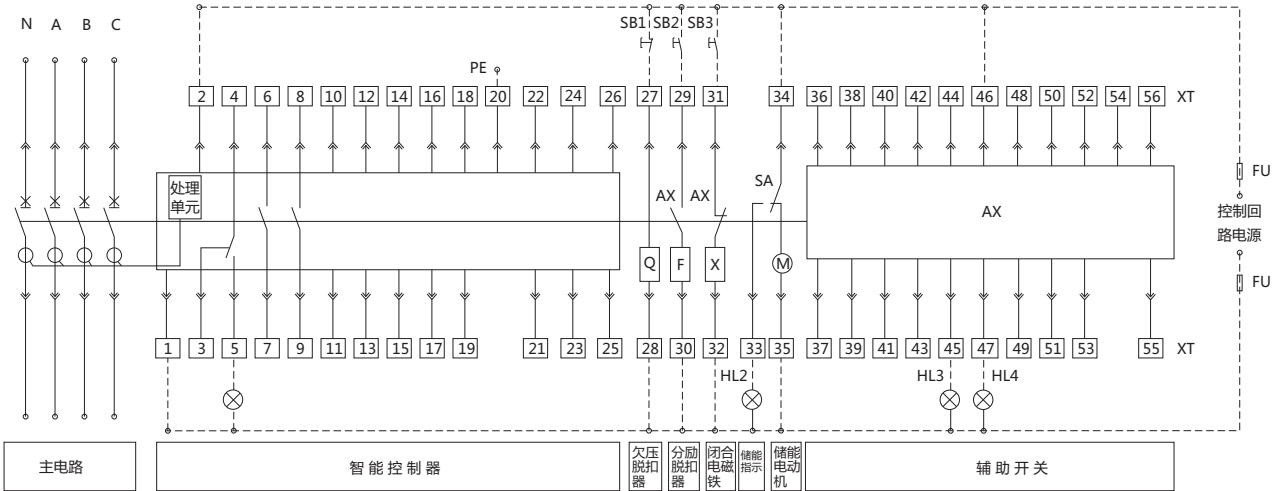 N A B C
SB1 SB2 SB3
PE
2 4 6 8 10 12 14 16 18 20 22 24 26 27 29 31 34 36 38 40 42 44 46 48 50 52 54 56 XT
FU
处理
单元
AX AX SA
AX
控制回
路电源
Q F X M
FU
1 3 5 7 9 11 13 15 17 19 21 23 25 28 30 32 33 35 37 39 41 43 45 47 49 51 53 55 XT
HL2 HL3 HL4
主电路
智能控制器
欠压
脱扣
器
分励
脱扣
器
闭合
电磁
铁
储能
指示
储能
电动
机
辅助开关